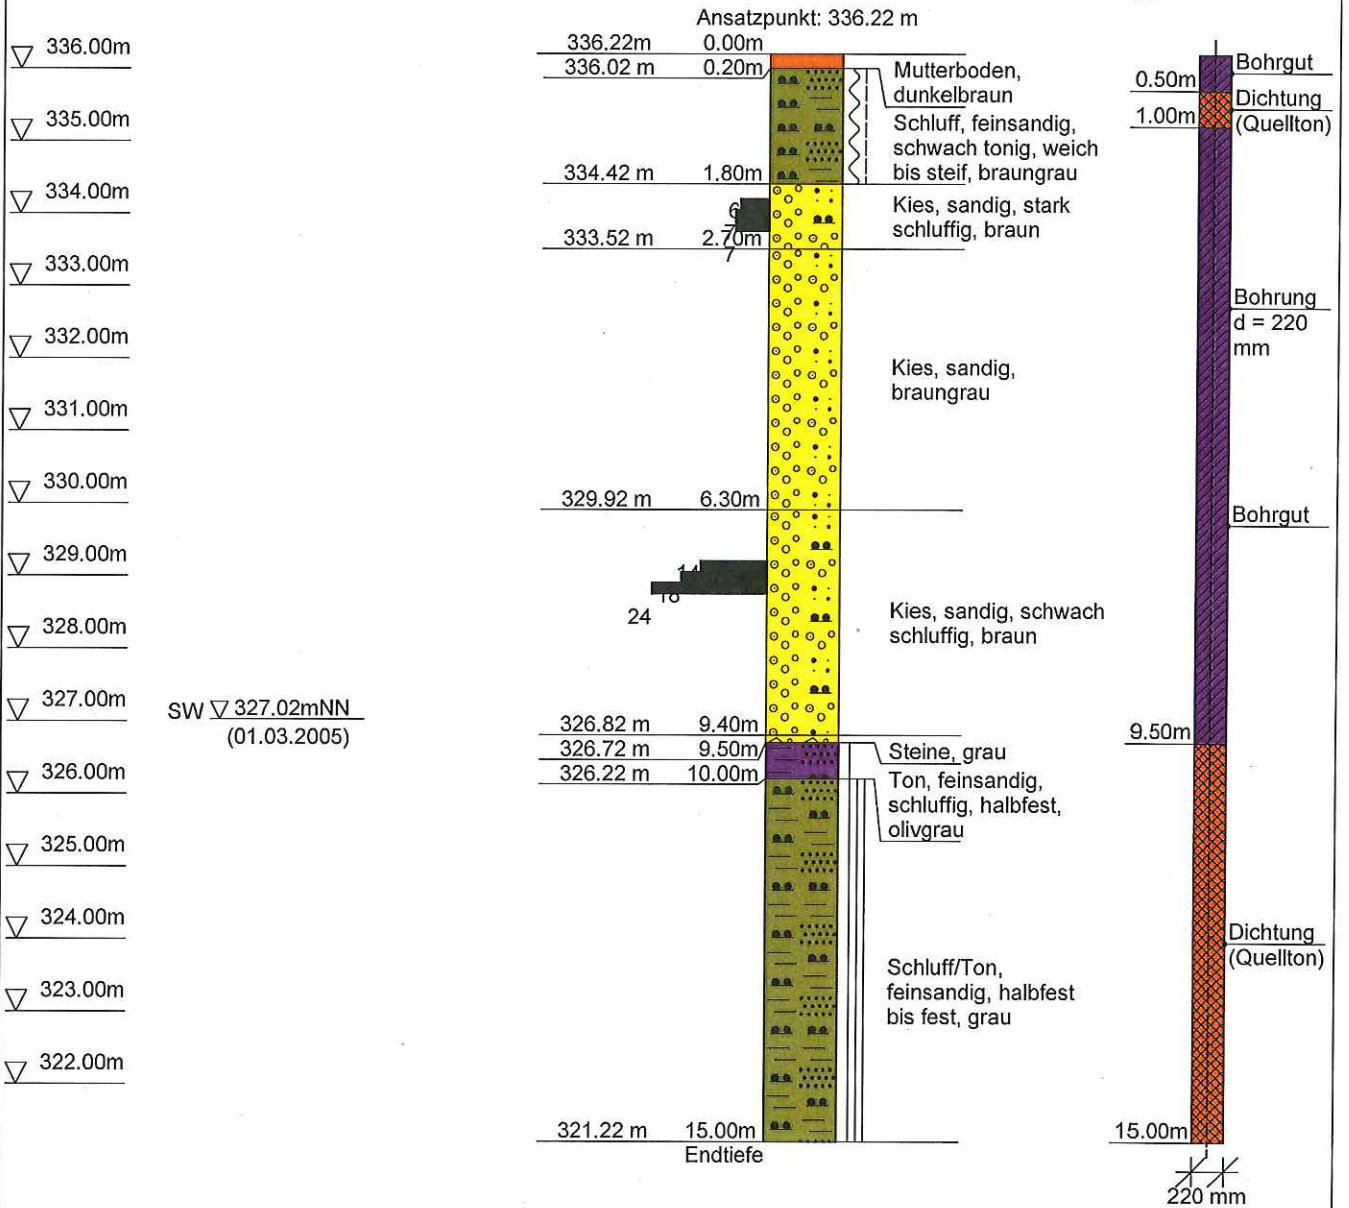 Ansatzpunkt: 336.22 m
336.00m
335.00m
334.00m
333.00m
332.00m
331.00m
330.00m
329.00m
328.00m
327.00m
326.00m
325.00m
324.00m
323.00m
322.00m
SW 327.02mNN
(01.03.2005)
336.22m 0.00m
336.02 m 0.20m
334.42 m 1.80m
6
7
333.52 m 2.70m
7
329.92 m 6.30m
14
18
24
326.82 m 9.40m
326.72 m 9.50m
326.22 m 10.00m
321.22 m 15.00m
Endtiefe
Mutterboden,
dunkelbraun
Schluff, feinsandig,
schwach tonig, weich
bis steif, braungrau
Kies, sandig, stark
schluffig, braun
Kies, sandig,
braungrau
Kies, sandig, schwach
schluffig, braun
Steine, grau
Ton, feinsandig,
schluffig, halbfest,
olivgrau
Schluff/Ton,
feinsandig, halbfest
bis fest, grau
0.50m
1.00m
9.50m
15.00m
Bohrgut
Dichtung
(Quellton)
Bohrung
d = 220
mm
Bohrgut
Dichtung
(Quellton)
220 mm